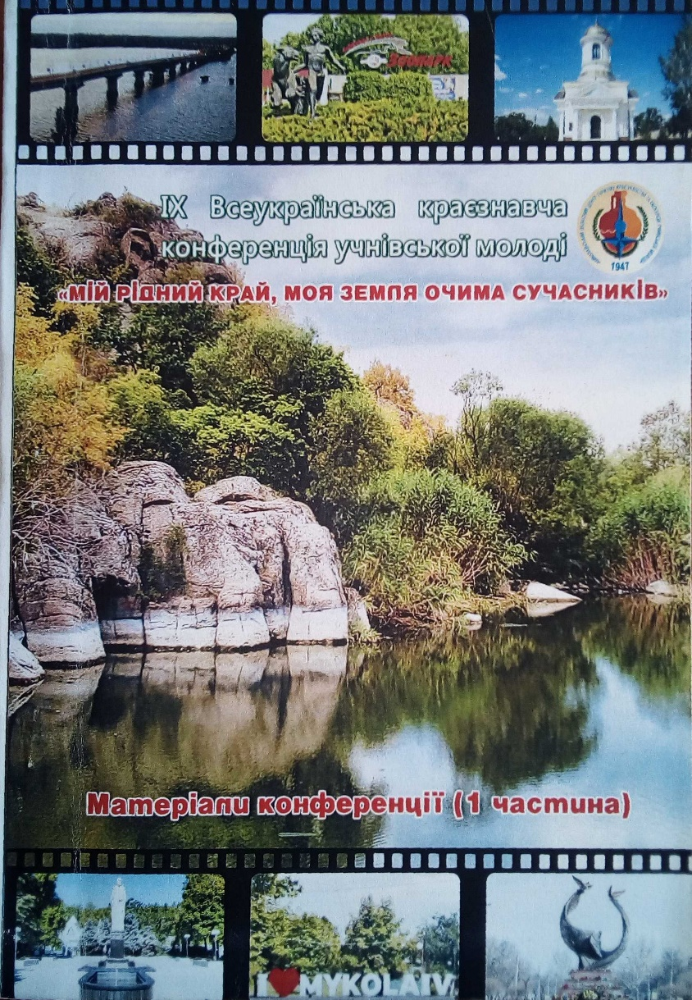 ЗООПАРК
ІХ Всеукраїнська краєзнавча
конференція учнівської молоді
1947
«МІЙ РІДНИЙ КРАЙ, МОЯ ЗЕМЛЯ ОЧИМА СУЧАСНИКІВ»
Матеріали конференції (1 частина)
I MYKOLAIV